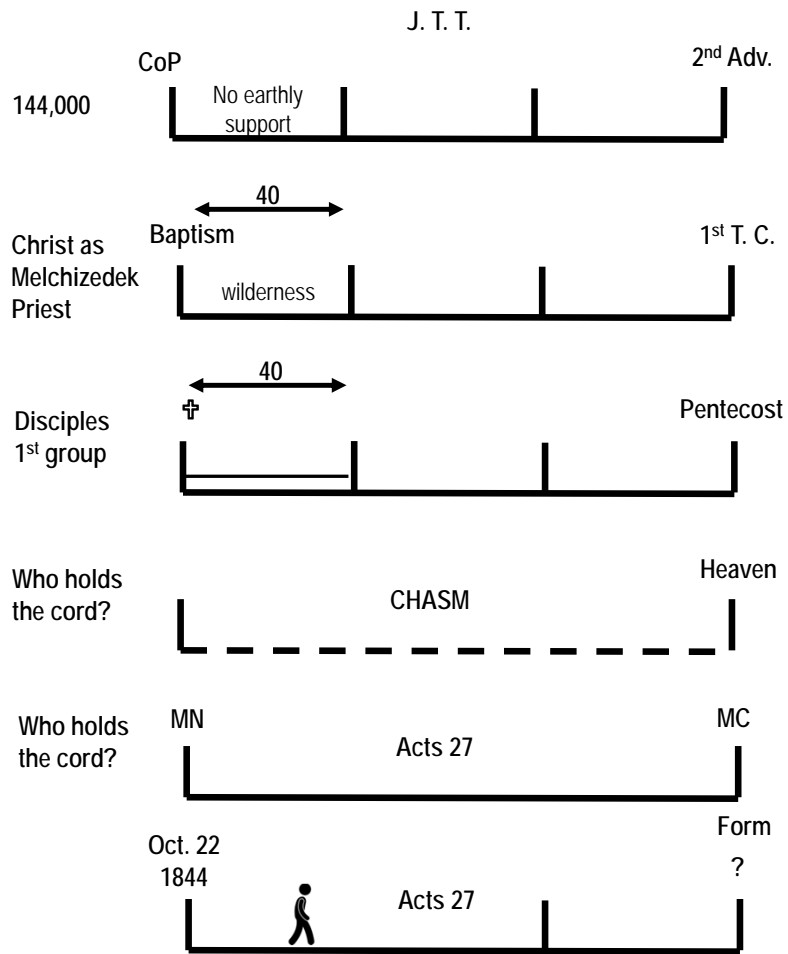 J. T. T.
CoP
2nd Adv.
144,000
No earthly
support
40
Baptism
1st T. C.
Christ as
Melchizedek
Priest
wilderness
40
Pentecost
Disciples
1st group
Heaven
Who holds
the cord?
CHASM
MN
MC
Who holds
the cord?
Acts 27
Form
?
Oct. 22
1844
Acts 27